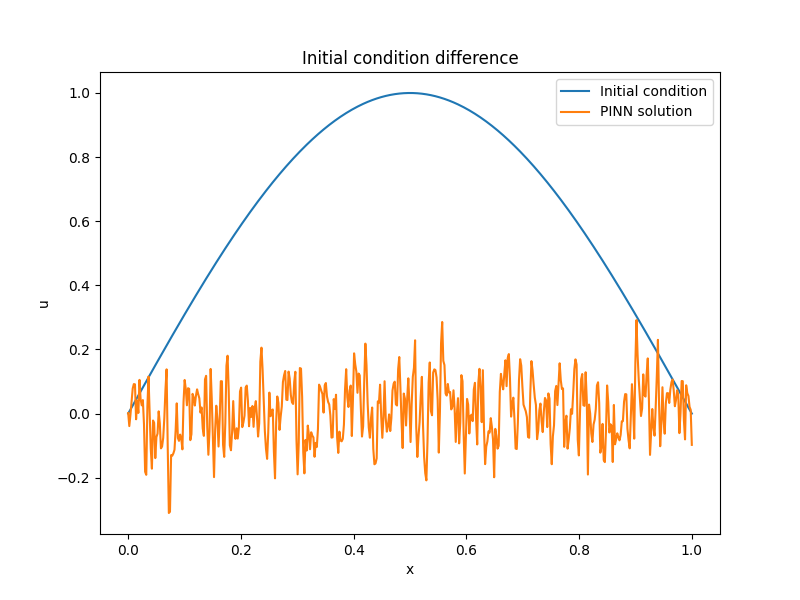 Initial condition difference
Initial condition
PINN solution
1.0
0.8
0.6
0.4
0.2
0.0
−0.2
u
0.0 0.2 0.4 0.6 0.8 1.0
x